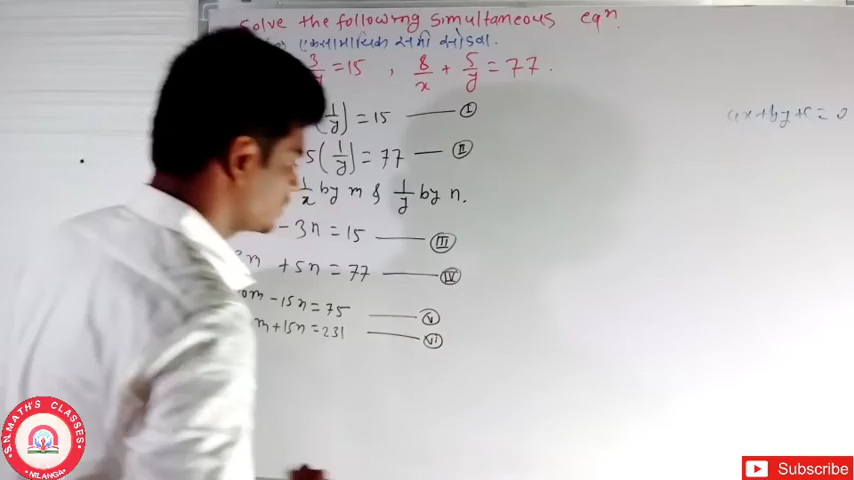 Solve the following simultaneous eqⁿ.
एकसामायिक समी सोडवा.
3/y = 15 , 8/x + 5/y = 77 .
(1/y) = 15 —— I
5 (1/y) = 77 — II
1/x by m & 1/y by n.
- 3n = 15 —— III
m + 5n = 77 —— IV
0m - 15n = 75 —— V
m + 15n = 231 —— VI
ax+by+c = 0
S.N.MATH'S CLASSES
NILANGA
Subscribe